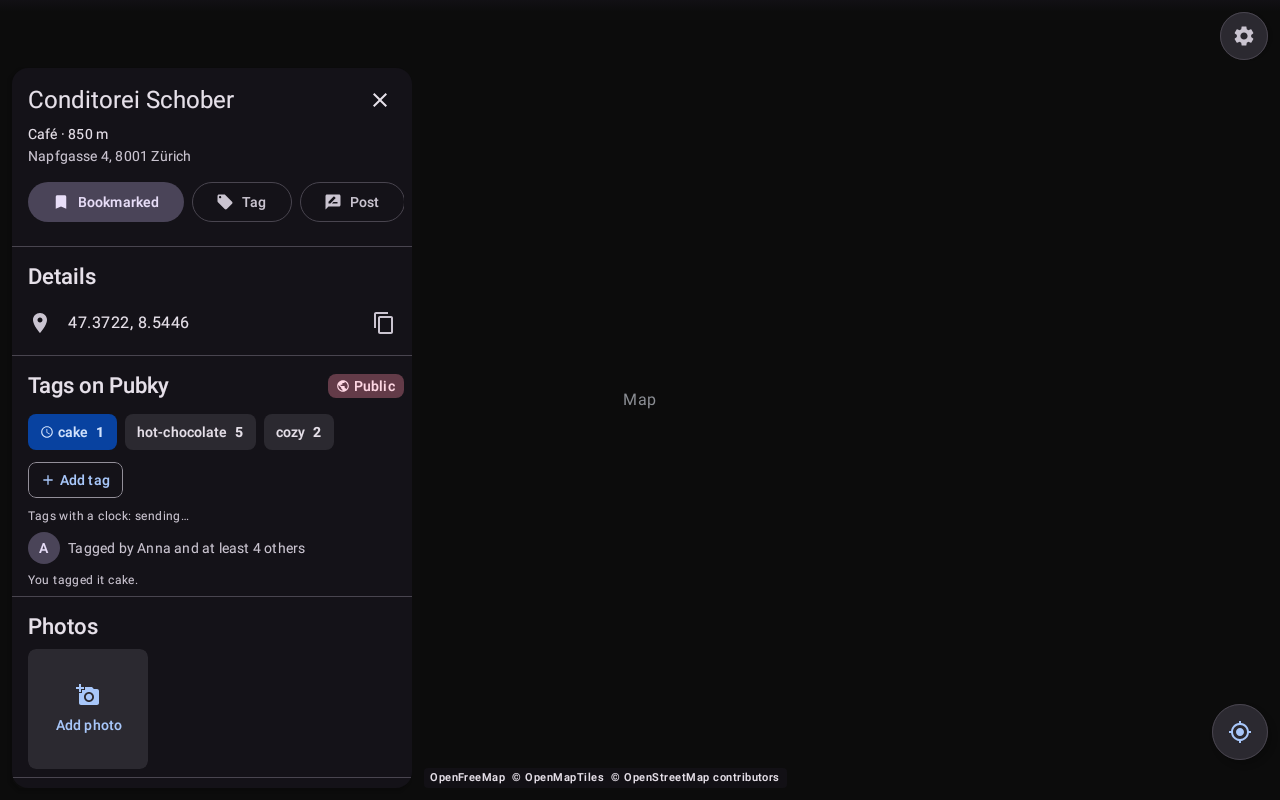 Conditorei Schober
Café · 850 m
Napfgasse 4, 8001 Zürich
Bookmarked
Tag
Post
Details
47.3722, 8.5446
Tags on Pubky
Public
cake 1
hot-chocolate 5
cozy 2
Add tag
Tags with a clock: sending…
A
Tagged by Anna and at least 4 others
You tagged it cake.
Photos
Add photo
Map
OpenFreeMap © OpenMapTiles © OpenStreetMap contributors